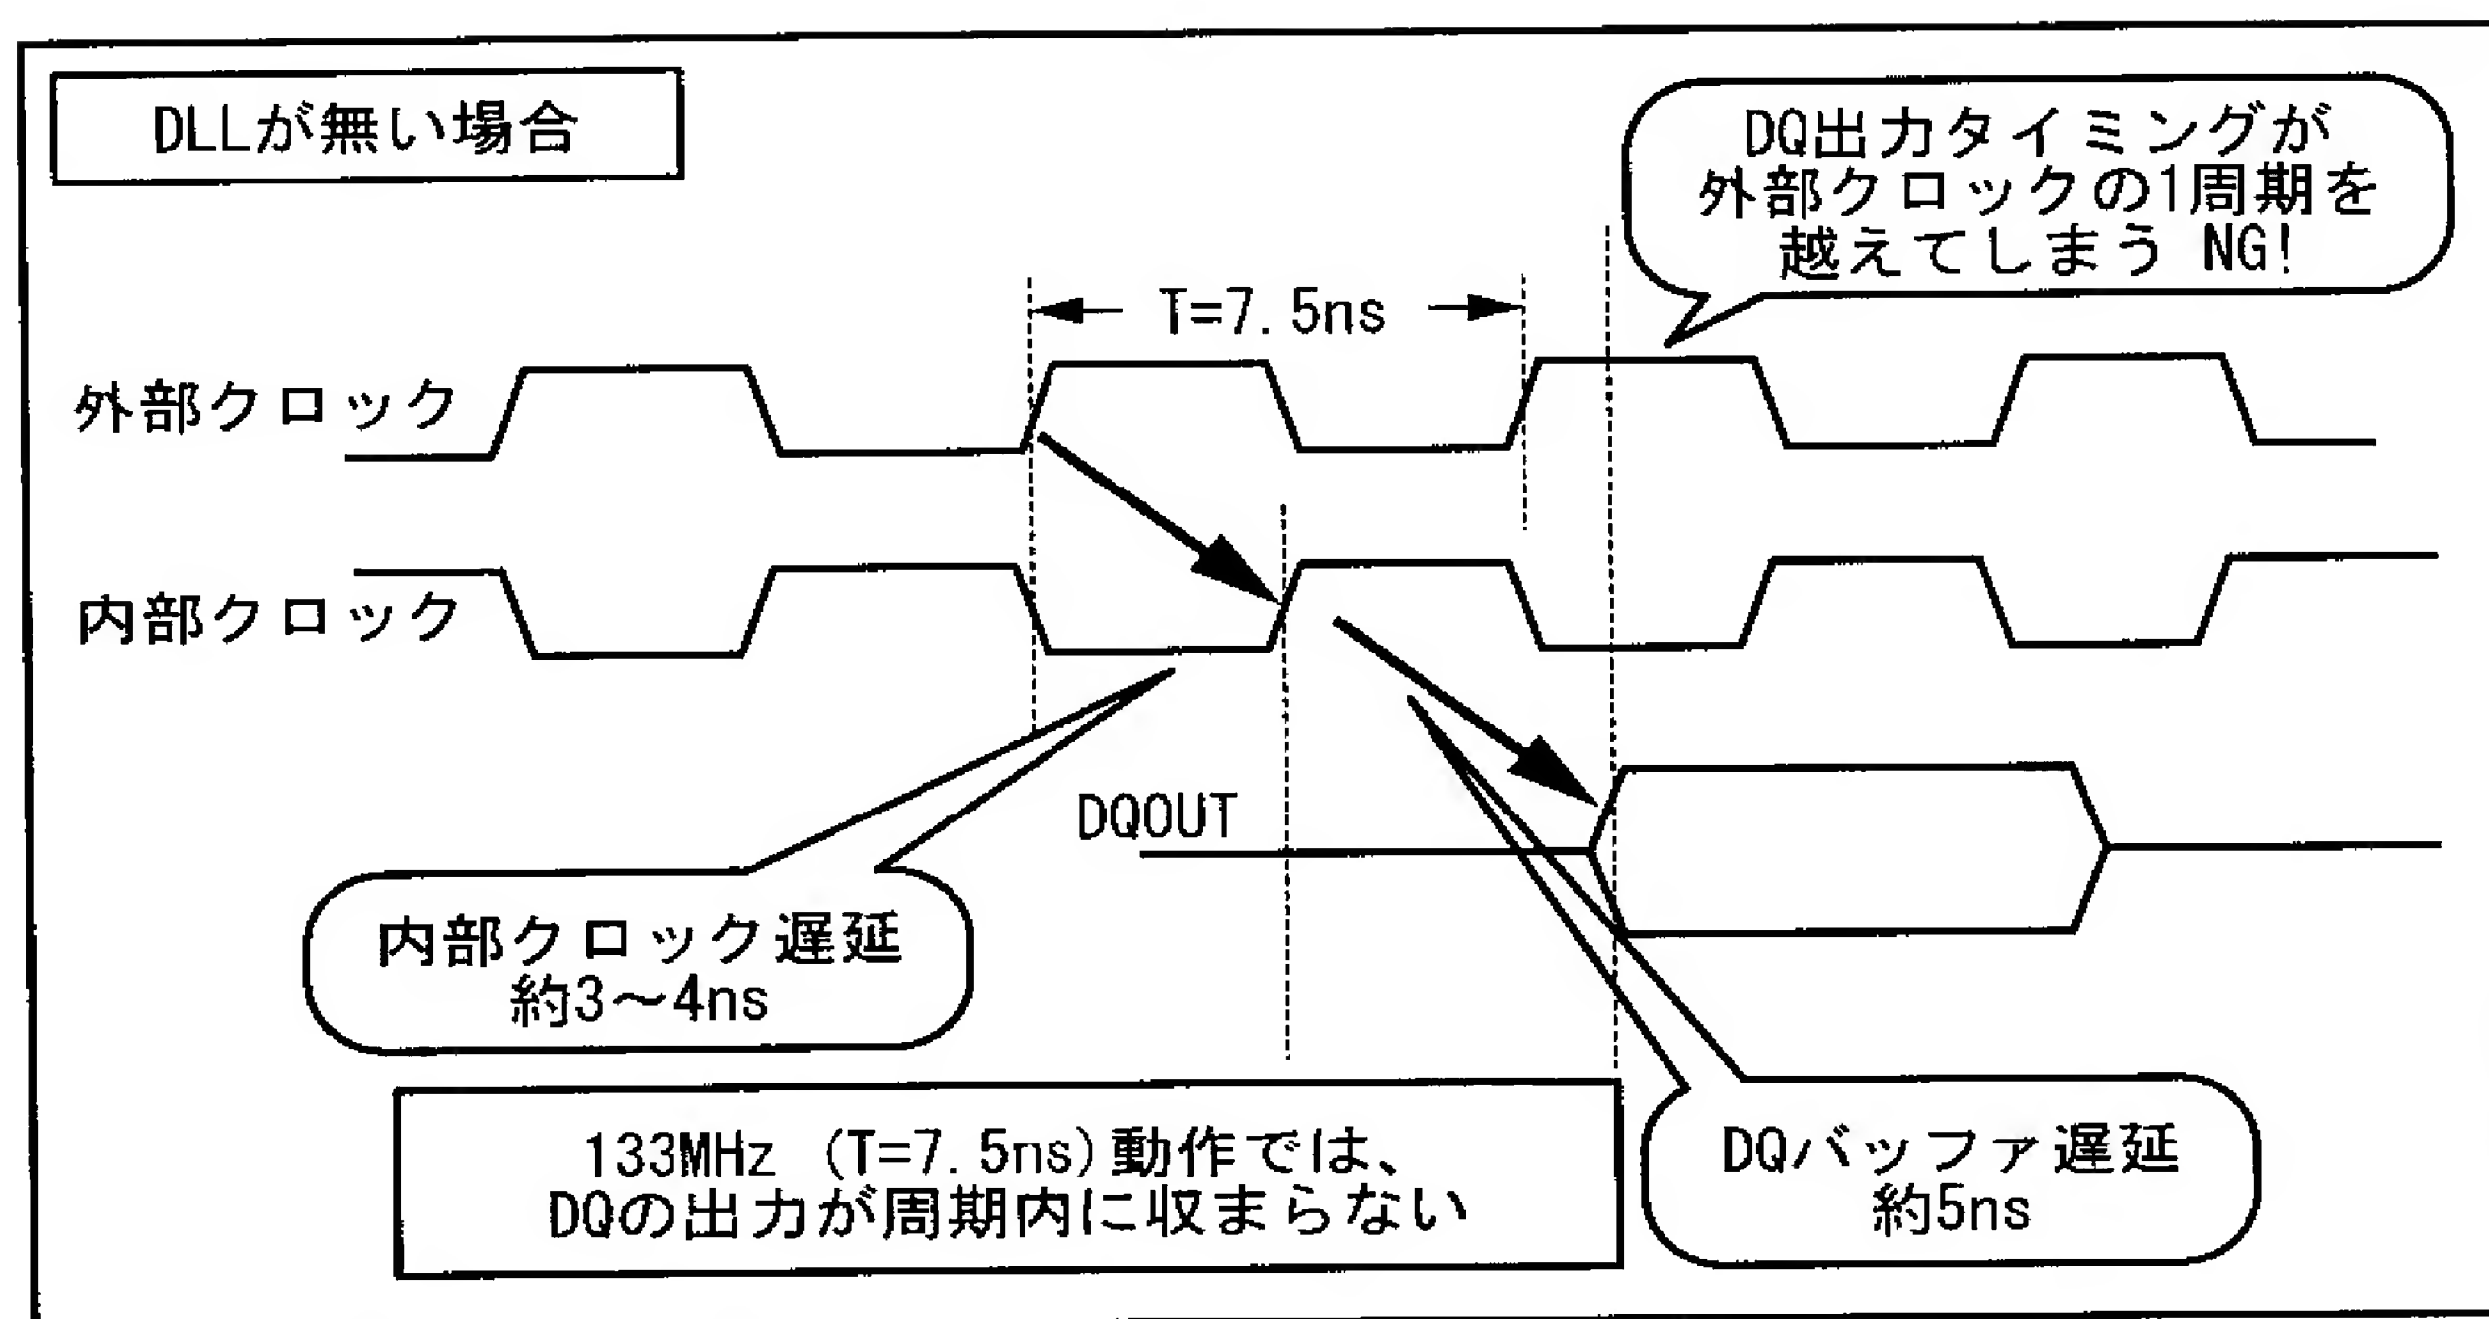 DLLが無い場合
DQ出力タイミングが
外部クロックの1周期を
越えてしまう NG!
T=7.5ns
外部クロック
内部クロック
DQOUT
内部クロック遅延
約3～4ns
133MHz (T=7.5ns)動作では、
DQの出力が周期内に収まらない
DQバッファ遅延
約5ns